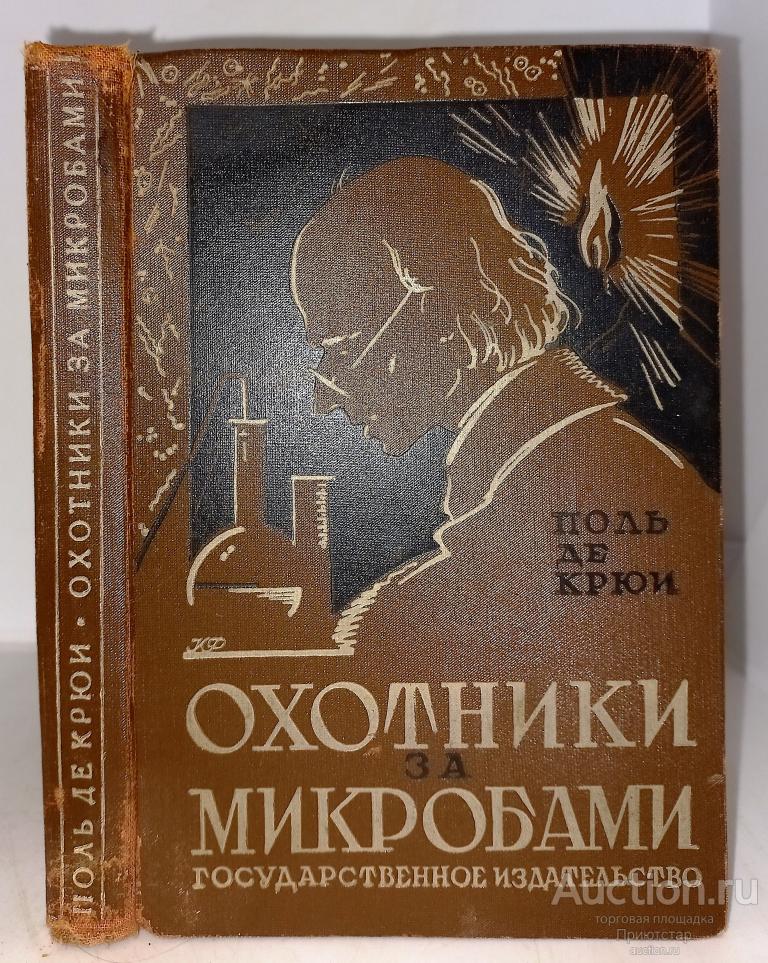 ПОЛЬ ДЕ КРЮИ • ОХОТНИКИ ЗА МИКРОБАМИ
ПОЛЬ
ДЕ
КРЮИ
КФ
ОХОТНИКИ
ЗА
МИКРОБАМИ
ГОСУДАРСТВЕННОЕ ИЗДАТЕЛЬСТВО
Auction.ru
торговая площадка
Приютстар
auction.ru